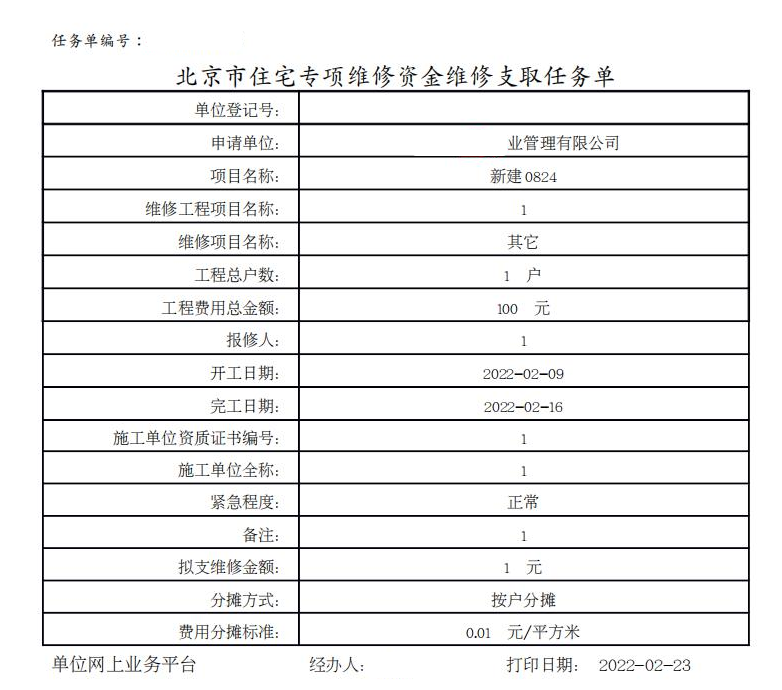 任务单编号：
北京市住宅专项维修资金维修支取任务单
单位登记号：
申请单位： 业管理有限公司
项目名称： 新建0824
维修工程项目名称： 1
维修项目名称： 其它
工程总户数： 1 户
工程费用总金额： 100 元
报修人： 1
开工日期： 2022-02-09
完工日期： 2022-02-16
施工单位资质证书编号： 1
施工单位全称： 1
紧急程度： 正常
备注： 1
拟支维修金额： 1 元
分摊方式： 按户分摊
费用分摊标准： 0.01 元/平方米
单位网上业务平台 经办人： 打印日期： 2022-02-23